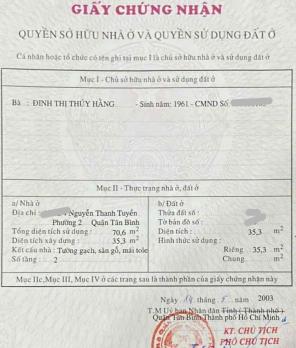 GIẤY CHỨNG NHẬN
QUYỀN SỞ HỮU NHÀ Ở VÀ QUYỀN SỬ DỤNG ĐẤT Ở
Cá nhân hoặc tổ chức có tên ghi tại mục I là chủ sở hữu nhà ở và sử dụng đất ở
Mục I - Chủ sở hữu nhà ở và sử dụng đất ở
Bà : ĐINH THỊ THÚY HẰNG - Sinh năm: 1961 - CMND Số:
Mục II - Thực trạng nhà ở, đất ở
a/ Nhà ở
Địa chỉ : Nguyễn Thanh Tuyền
Phường 2 Quận Tân Bình
Tổng diện tích sử dụng : 70,6 m2
Diện tích xây dựng : 35,3 m2
Kết cấu nhà : Tường gạch, sàn gỗ, mái tole
Số tầng : 2
b/ Đất ở
Thửa đất số :
Tờ bản đồ số :
Diện tích : 35,3 m2
Hình thức sử dụng :
Riêng 35,3 m2
Chung m2
Mục IIc, Mục III, Mục IV ở các trang sau là thành phần của giấy chứng nhận này
Ngày 14 năm 2003
T.M Uỷ ban Nhân dân Tỉnh (Thành phố)
Quận Tân Bình Thành phố Hồ Chí Minh
KT. CHỦ TỊCH
PHÓ CHỦ TỊCH